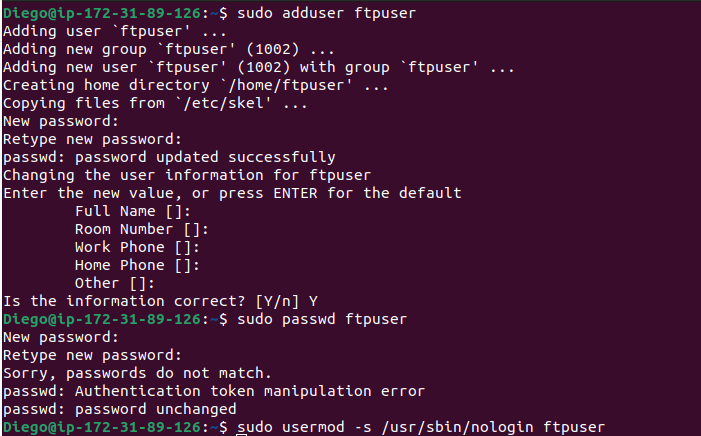 Diego@ip-172-31-89-126:~$ sudo adduser ftpuser
Adding user `ftpuser' ...
Adding new group `ftpuser' (1002) ...
Adding new user `ftpuser' (1002) with group `ftpuser' ...
Creating home directory `/home/ftpuser' ...
Copying files from `/etc/skel' ...
New password:
Retype new password:
passwd: password updated successfully
Changing the user information for ftpuser
Enter the new value, or press ENTER for the default
        Full Name []:
        Room Number []:
        Work Phone []:
        Home Phone []:
        Other []:
Is the information correct? [Y/n] Y
Diego@ip-172-31-89-126:~$ sudo passwd ftpuser
New password:
Retype new password:
Sorry, passwords do not match.
passwd: Authentication token manipulation error
passwd: password unchanged
Diego@ip-172-31-89-126:~$ sudo usermod -s /usr/sbin/nologin ftpuser